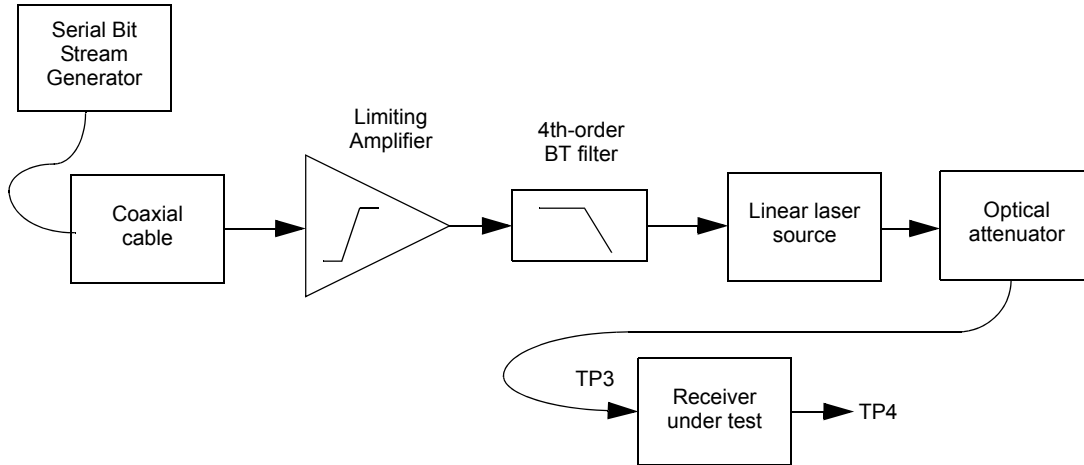 Serial Bit
Stream
Generator
Limiting
Amplifier
4th-order
BT filter
Coaxial
cable
Linear laser
source
Optical
attenuator
TP3
Receiver
under test
TP4